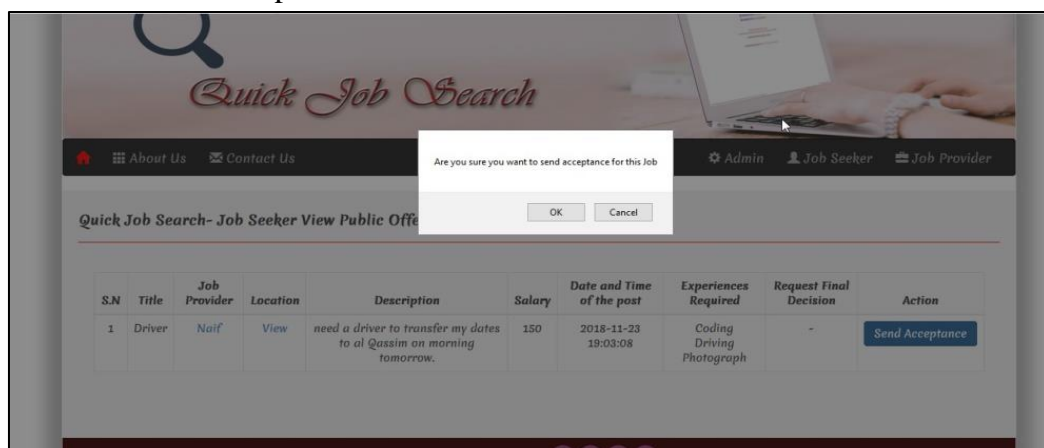 Quick Job Search
About Us Contact Us Admin Job Seeker Job Provider
Are you sure you want to send acceptance for this Job
OK Cancel
Quick Job Search- Job Seeker View Public Offe
S.N Title Job Provider Location Description Salary Date and Time of the post Experiences Required Request Final Decision Action
1 Driver Naif View need a driver to transfer my dates to al Qassim on morning tomorrow. 150 2018-11-23 19:03:08 Coding Driving Photograph - Send Acceptance